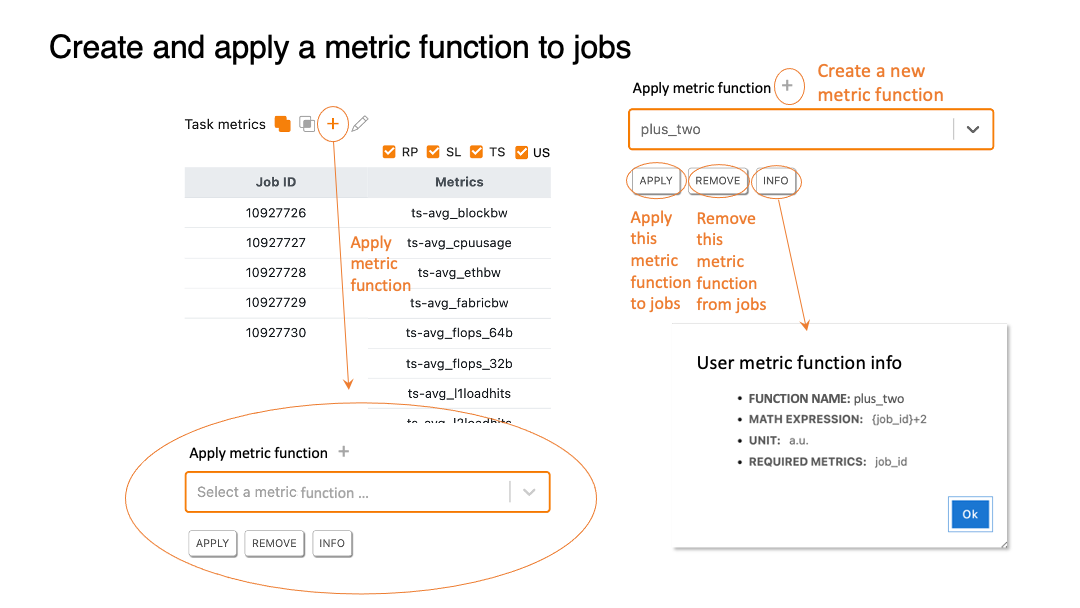 Create and apply a metric function to jobs
Task metrics
+
RP SL TS US
Job ID Metrics
10927726 ts-avg_blockbw
10927727 ts-avg_cpuusage
10927728 ts-avg_ethbw
10927729 ts-avg_fabricbw
10927730 ts-avg_flops_64b
ts-avg_flops_32b
ts-avg_l1loadhits
ts-avg_l2loadhits
Apply
metric
function
Apply metric function +
Select a metric function ...
APPLY REMOVE INFO
Apply metric function +
Create a new
metric function
plus_two
APPLY REMOVE INFO
Apply
this
metric
function
to jobs
Remove
this
metric
function
from jobs
User metric function info
• FUNCTION NAME: plus_two
• MATH EXPRESSION: {job_id}+2
• UNIT: a.u.
• REQUIRED METRICS: job_id
Ok